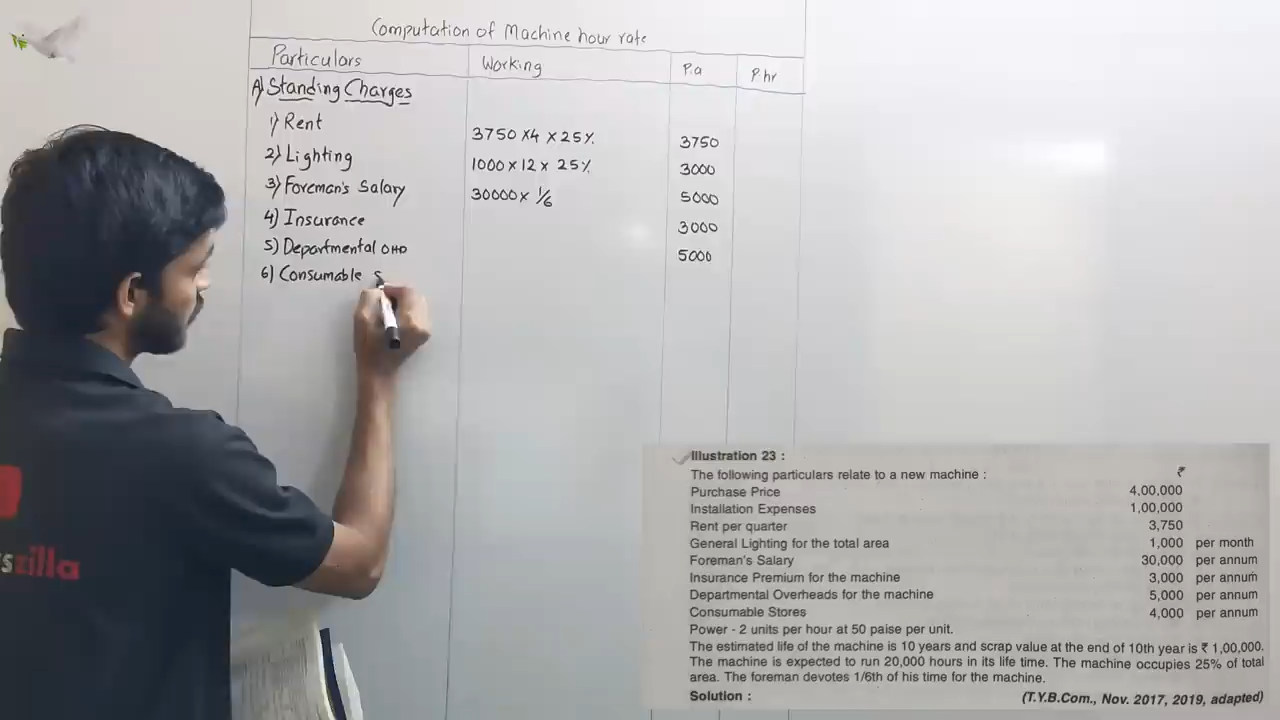 Computation of Machine hour rate
Particulars Working P.a P.hr
A) Standing Charges
1) Rent 3750 x4 x 25% 3750
2) Lighting 1000 x 12 x 25% 3000
3) Foreman's Salary 30000 x 1/6 5000
4) Insurance 3000
5) Departmental OHD 5000
6) Consumable S
zilla
Illustration 23 :
The following particulars relate to a new machine : ₹
Purchase Price 4,00,000
Installation Expenses 1,00,000
Rent per quarter 3,750
General Lighting for the total area 1,000 per month
Foreman's Salary 30,000 per annum
Insurance Premium for the machine 3,000 per annum
Departmental Overheads for the machine 5,000 per annum
Consumable Stores 4,000 per annum
Power - 2 units per hour at 50 paise per unit.
The estimated life of the machine is 10 years and scrap value at the end of 10th year is ₹ 1,00,000.
The machine is expected to run 20,000 hours in its life time. The machine occupies 25% of total
area. The foreman devotes 1/6th of his time for the machine.
Solution : (T.Y.B.Com., Nov. 2017, 2019, adapted)